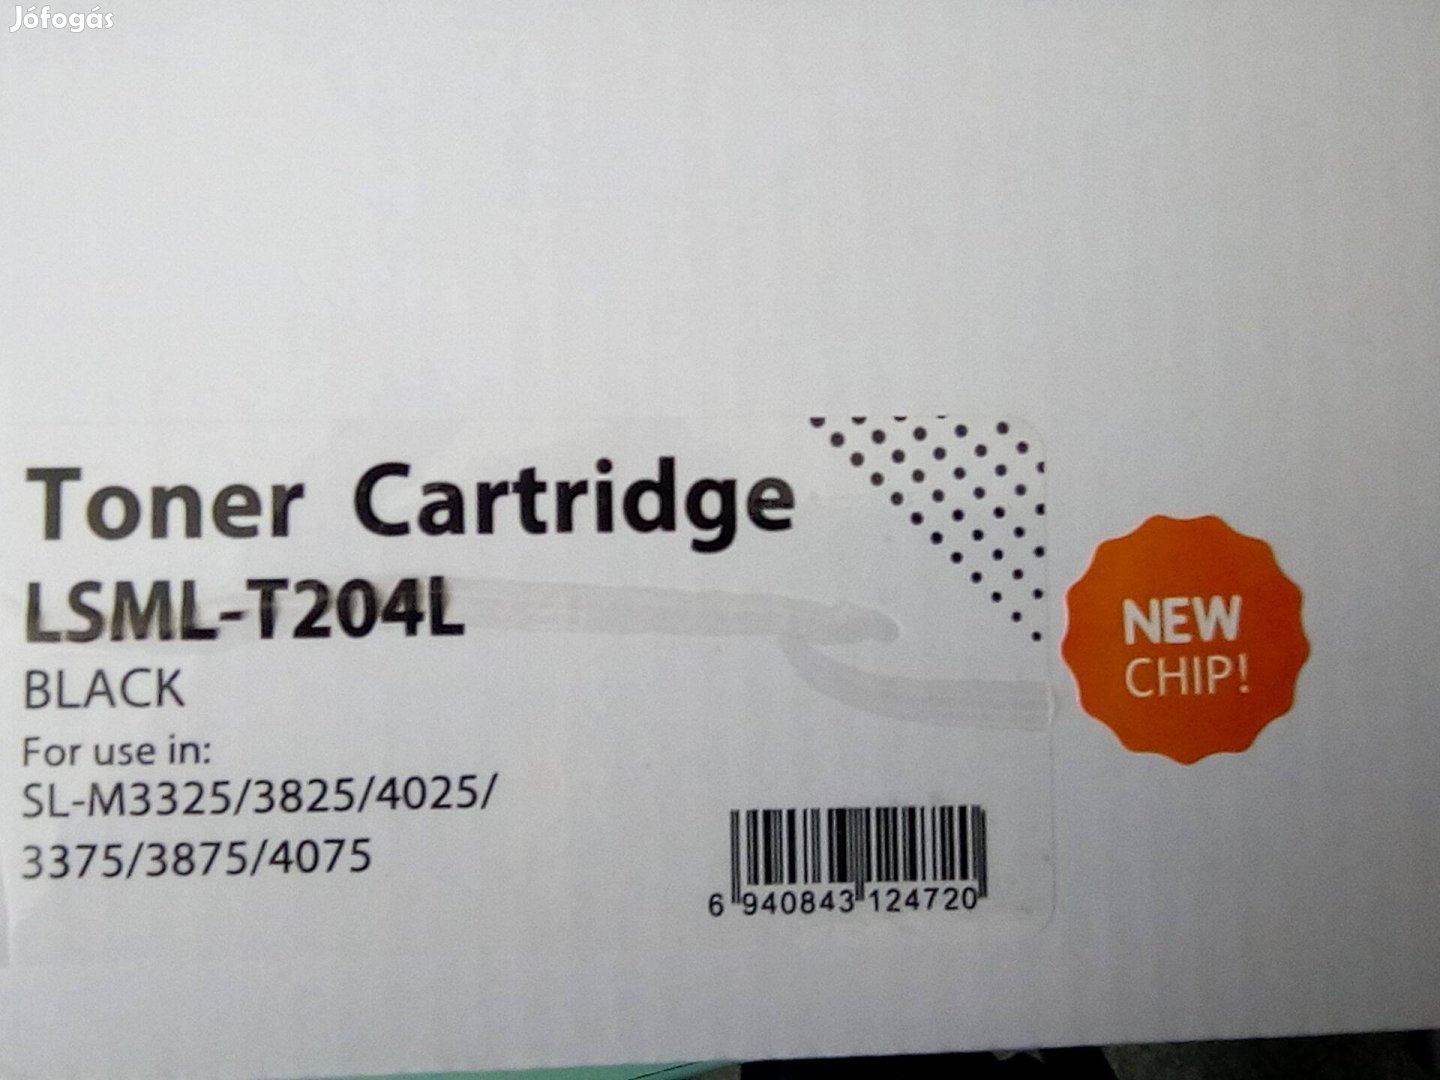 Jófogás
Toner Cartridge
LSML-T204L
BLACK
For use in:
SL-M3325/3825/4025/
3375/3875/4075
NEW
CHIP!
6 940843 124720